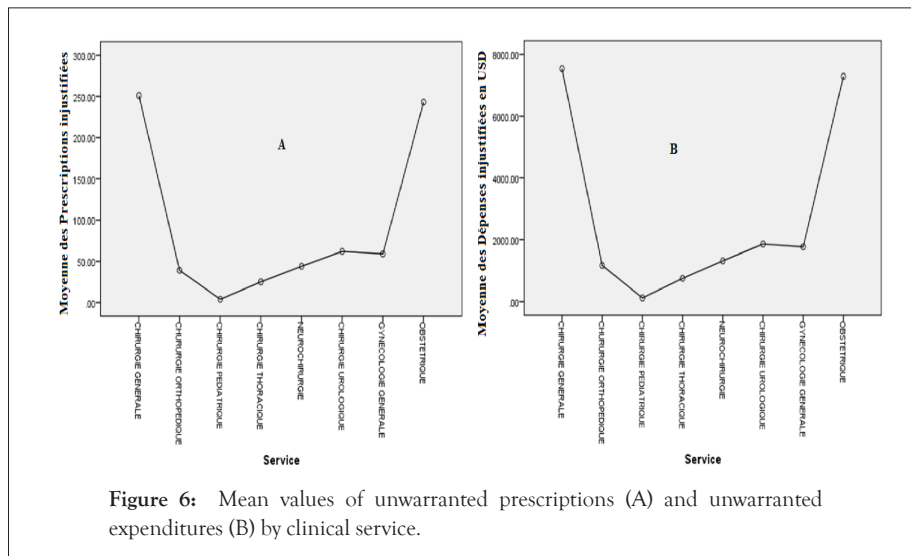 Moyenne des Prescriptions injustifiées
300.00
250.00
200.00
150.00
100.00
50.00
.00
A
CHIRURGIE GENERALE
CHURURGIE ORTHOPEDIQUE
CHIRURGIE PEDIATRIQUE
CHIRURGIE THORACIQUE
NEUROCHIRURGIE
CHIRURGIE UROLOGIQUE
GYNECOLOGIE GENERALE
OBSTETRIQUE
Service
Moyenne des Dépenses injustifiées en USD
8000.00
6000.00
4000.00
2000.00
.00
B
CHIRURGIE GENERALE
CHURURGIE ORTHOPEDIQUE
CHIRURGIE PEDIATRIQUE
CHIRURGIE THORACIQUE
NEUROCHIRURGIE
CHIRURGIE UROLOGIQUE
GYNECOLOGIE GENERALE
OBSTETRIQUE
Service
Figure 6: Mean values of unwarranted prescriptions (A) and unwarranted
expenditures (B) by clinical service.